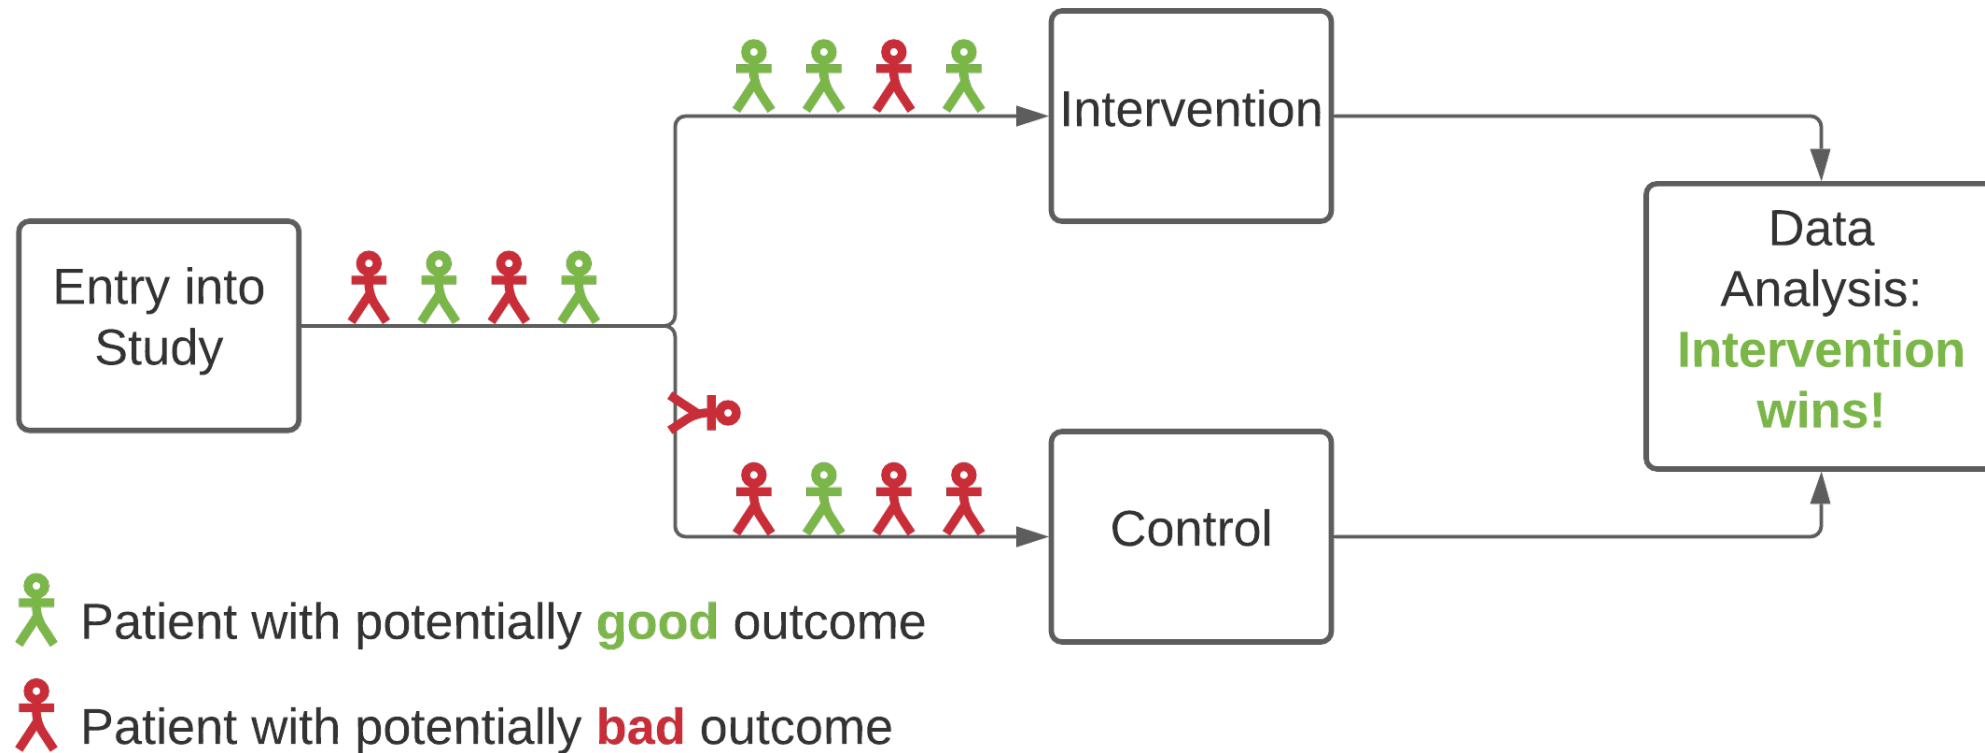 Intervention
Entry into
Study
Data
Analysis:
Intervention
wins!
Control
Patient with potentially good outcome
Patient with potentially bad outcome